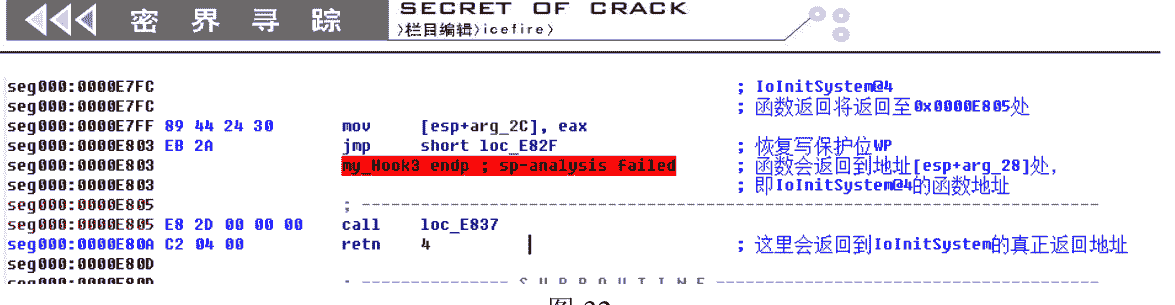 密界寻踪
SECRET OF CRACK
〉栏目编辑〉icefire〉
seg000:0000E7FC ; IoInitSystem@4
seg000:0000E7FC ; 函数返回将返回至0x0000E805处
seg000:0000E7FF 89 44 24 30 mov [esp+arg_2C], eax
seg000:0000E803 EB 2A jmp short loc_E82F ; 恢复写保护位WP
seg000:0000E803 my_Hook3 endp ; sp-analysis failed ; 函数会返回到地址[esp+arg_28]处,
seg000:0000E803 ; 即IoInitSystem@4的函数地址
seg000:0000E805 ; ---------------------------------------------------------------------------
seg000:0000E805 E8 2D 00 00 00 call loc_E837
seg000:0000E80A C2 04 00 retn 4 ; 这里会返回到IoInitSystem的真正返回地址
seg000:0000E80D
seg000:0000E80D ; --------------- S U B R O U T I N E ---------------------------------------